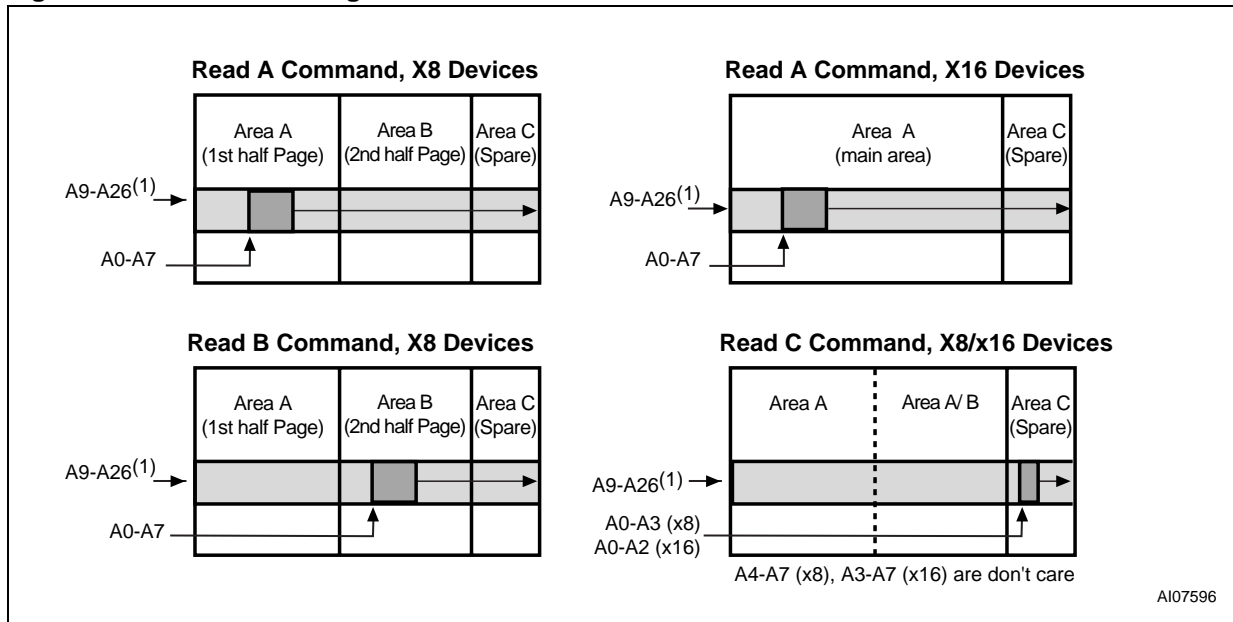 Read A Command, X8 Devices
Area A
(1st half Page)
Area B
(2nd half Page)
Area C
(Spare)
A9-A26(1)
A0-A7
Read A Command, X16 Devices
Area A
(main area)
Area C
(Spare)
A9-A26(1)
A0-A7
Read B Command, X8 Devices
Area A
(1st half Page)
Area B
(2nd half Page)
Area C
(Spare)
A9-A26(1)
A0-A7
Read C Command, X8/x16 Devices
Area A
Area A/ B
Area C
(Spare)
A9-A26(1)
A0-A3 (x8)
A0-A2 (x16)
A4-A7 (x8), A3-A7 (x16) are don't care
AI07596